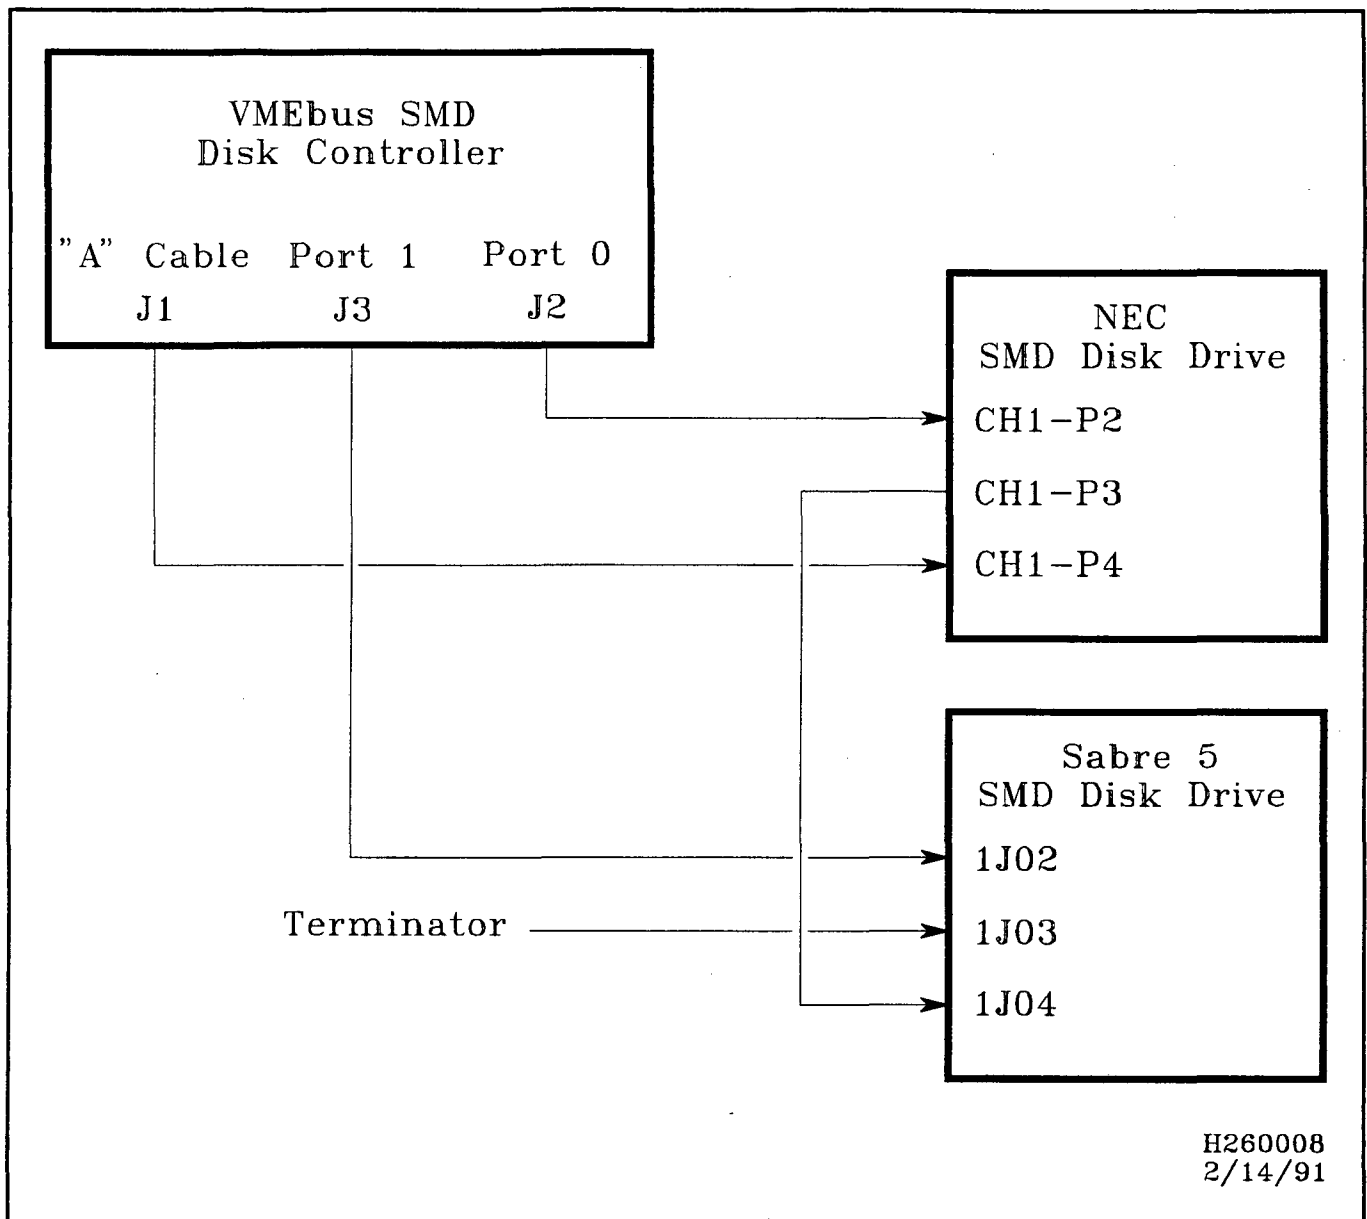 VMEbus SMD
Disk Controller
"A" Cable Port 1 Port 0
J1 J3 J2
NEC
SMD Disk Drive
CH1-P2
CH1-P3
CH1-P4
Sabre 5
SMD Disk Drive
1J02
Terminator
1J03
1J04
H260008
2/14/91